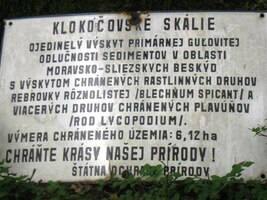 KLOKOČOVSKÉ SKÁLIE
OJEDINELÝ VÝSKYT PRIMÁRNEJ GUĽOVITEJ
ODLUČNOSTI SEDIMENTOV V OBLASTI
MORAVSKO-SLIEZSKYCH BESKÝD
S VÝSKYTOM CHRÁNENÝCH RASTLINNÝCH DRUHOV
REBROVKY RÔZNOLISTEJ /BLECHNUM SPICANT/ A
VIACERÝCH DRUHOV CHRÁNENÝCH PLAVÚŇOV
/ROD LYCOPODIUM/.
VÝMERA CHRÁNENÉHO ÚZEMIA: 6,12 ha
CHRÁŇTE KRÁSY NAŠEJ PRÍRODY!
ŠTÁTNA OCHRANA PRÍRODY